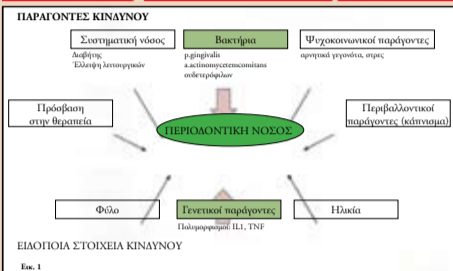 ΠΑΡΑΓΟΝΤΕΣ ΚΙΝΔΥΝΟΥ
Συστηματική νόσος
Βακτήρια
Ψυχοκοινωνικοί παράγοντες
Διαβήτης
Έλλειψη λειτουργικών
p.gingivalis
a.actinomycetemcomitans
ουδετερόφιλων
αρνητικά γεγονότα, στρες
Πρόσβαση
στην θεραπεία
Περιβαλλοντικοί
παράγοντες (κάπνισμα)
ΠΕΡΙΟΔΟΝΤΙΚΗ ΝΟΣΟΣ
Φύλο
Γενετικοί παράγοντες
Ηλικία
Πολυμορφισμοί: IL1, TNF
ΕΙΔΟΠΟΙΑ ΣΤΟΙΧΕΙΑ ΚΙΝΔΥΝΟΥ
Εικ. 1